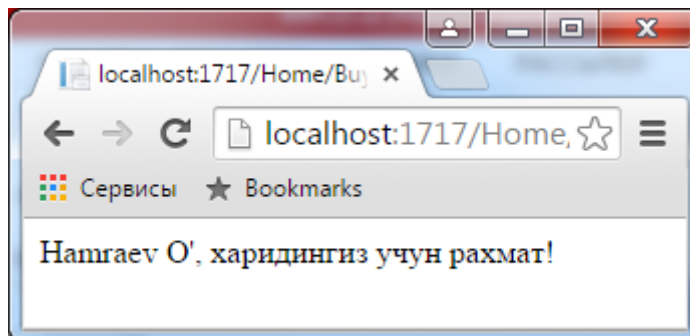 localhost:1717/Home/Buy
localhost:1717/Home,
Сервисы Bookmarks
Hamraev O', харидингиз учун рахмат!